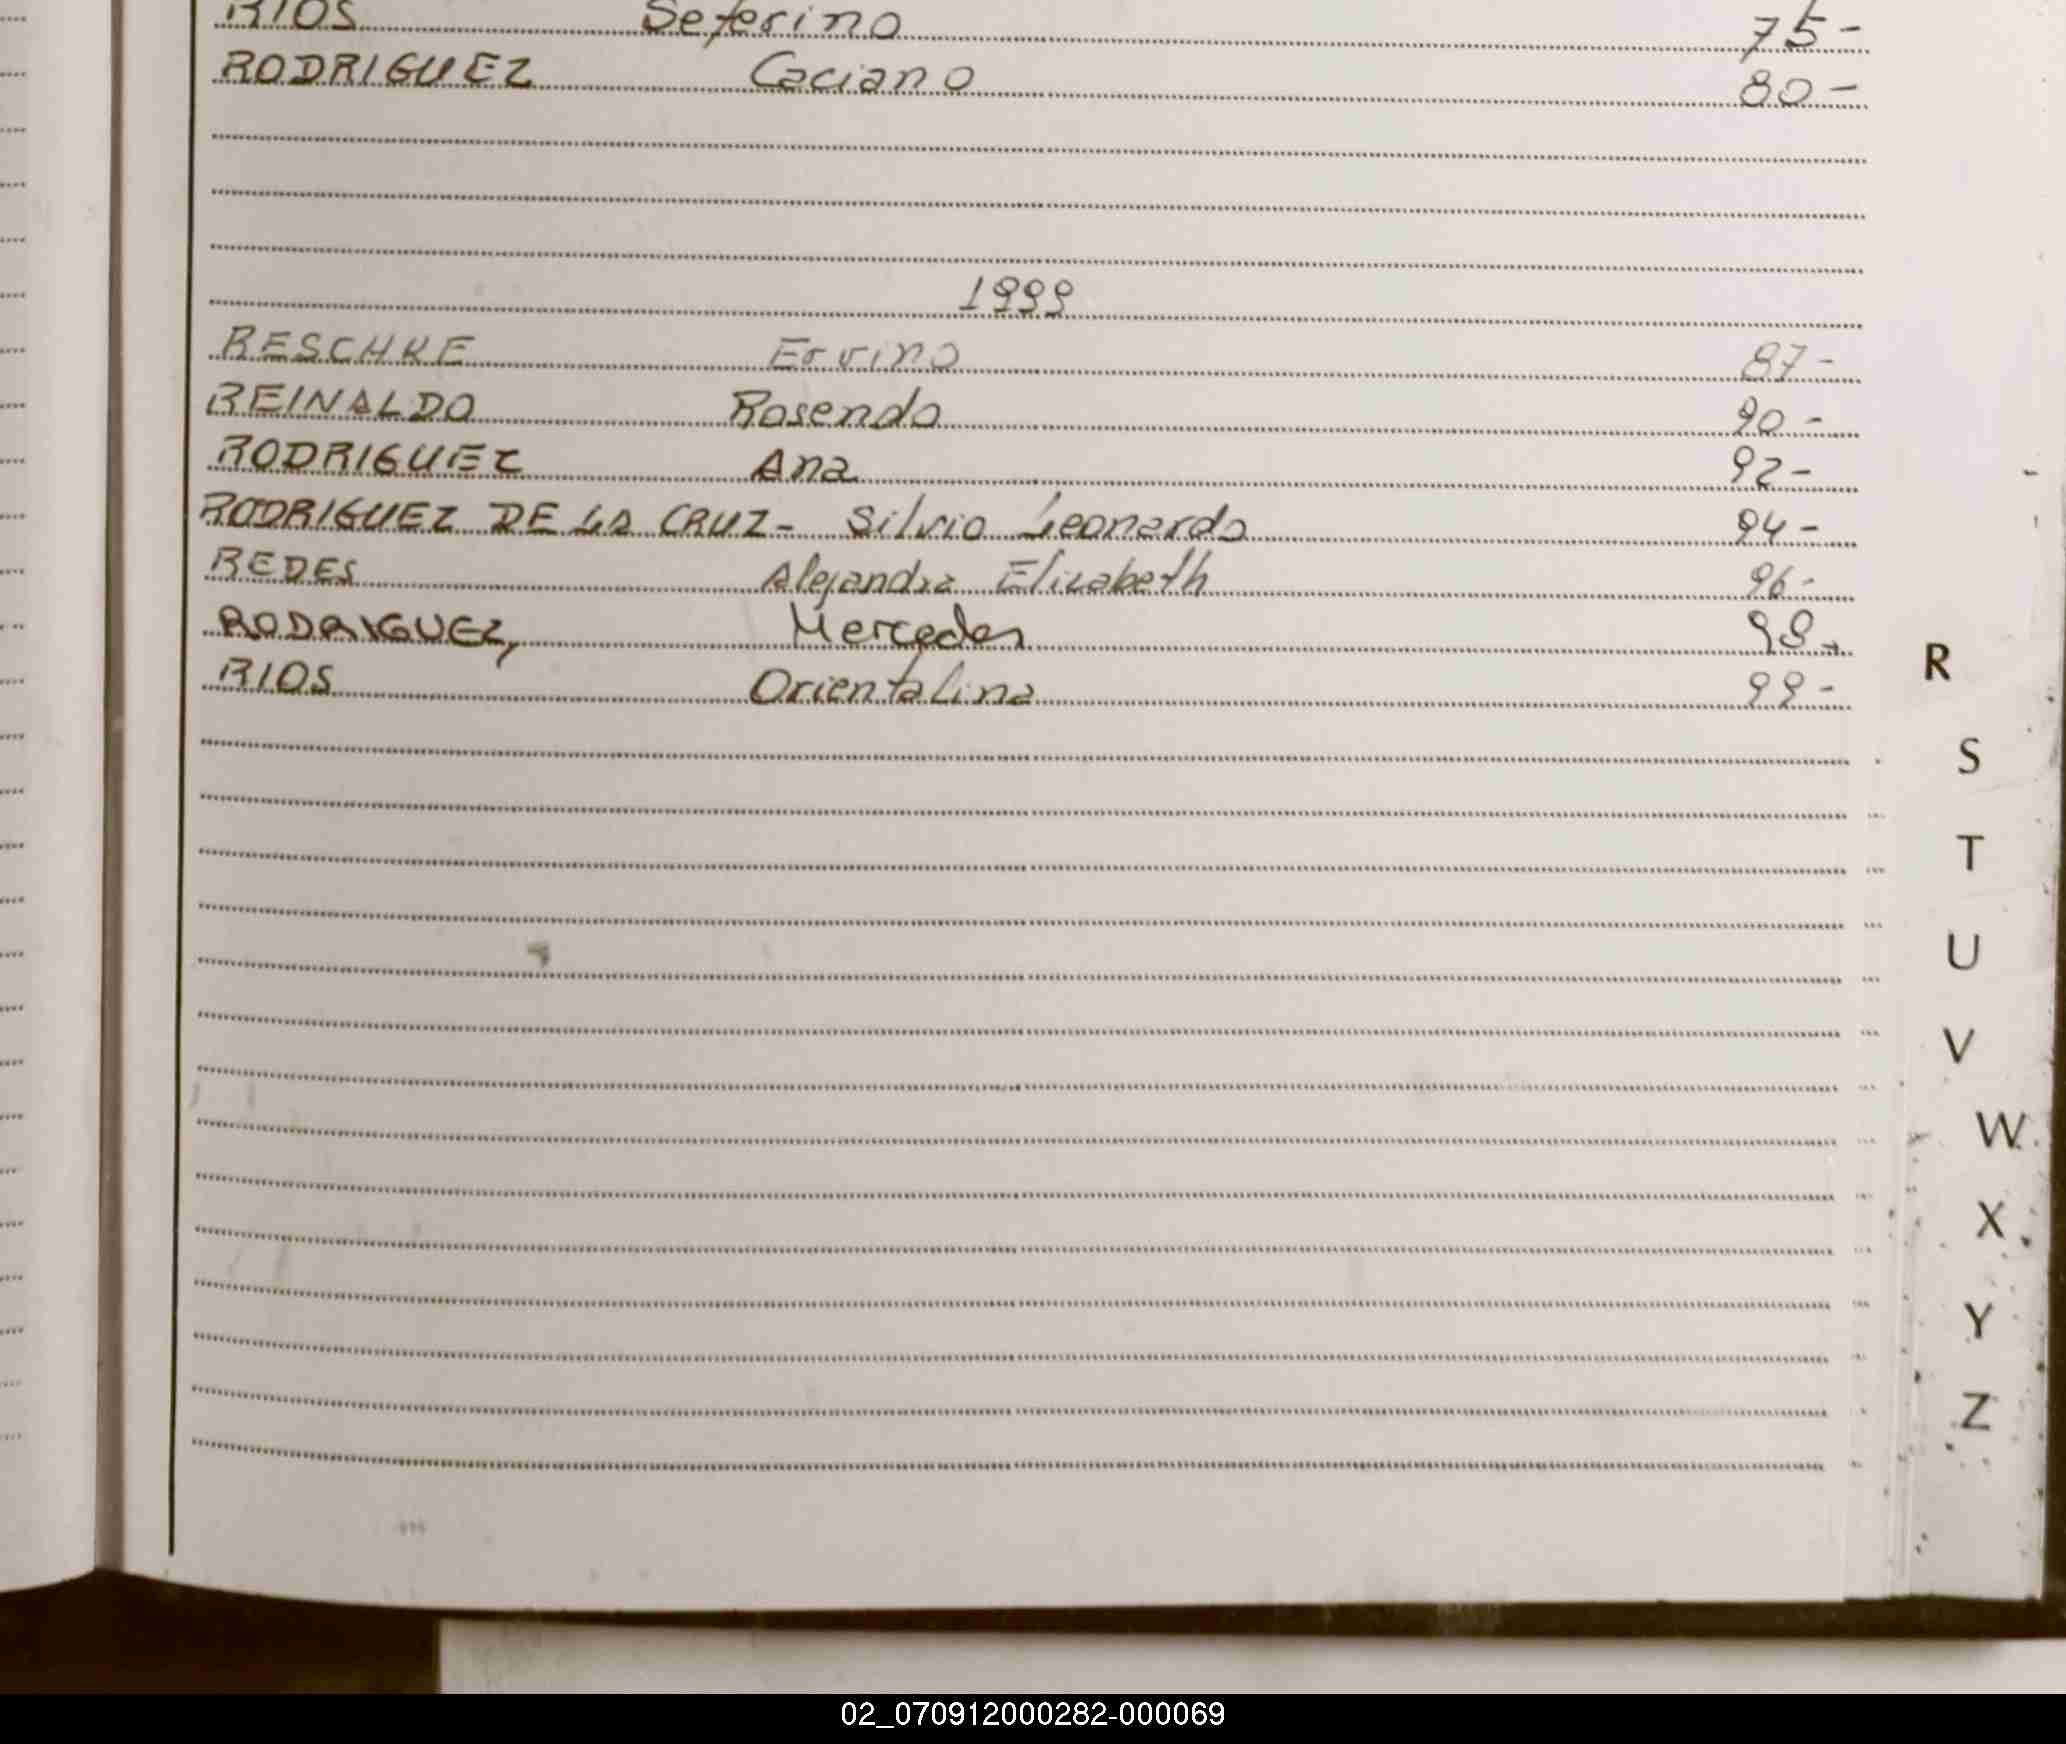 RIOS Seferino 75-
RODRIGUEZ Caciano 80-
1999
RESCHKE Ervino 87-
REINALDO Rosendo 90-
RODRIGUEZ Ana 92-
RODRIGUEZ DE LA CRUZ- Silvio Leonardo 94-
REDES Alejandra Elizabeth 96-
RODRIGUEZ, Mercedes 98-
RIOS Orientalina 99-
R
S
T
U
V
W
X
Y
Z
02_070912000282-000069